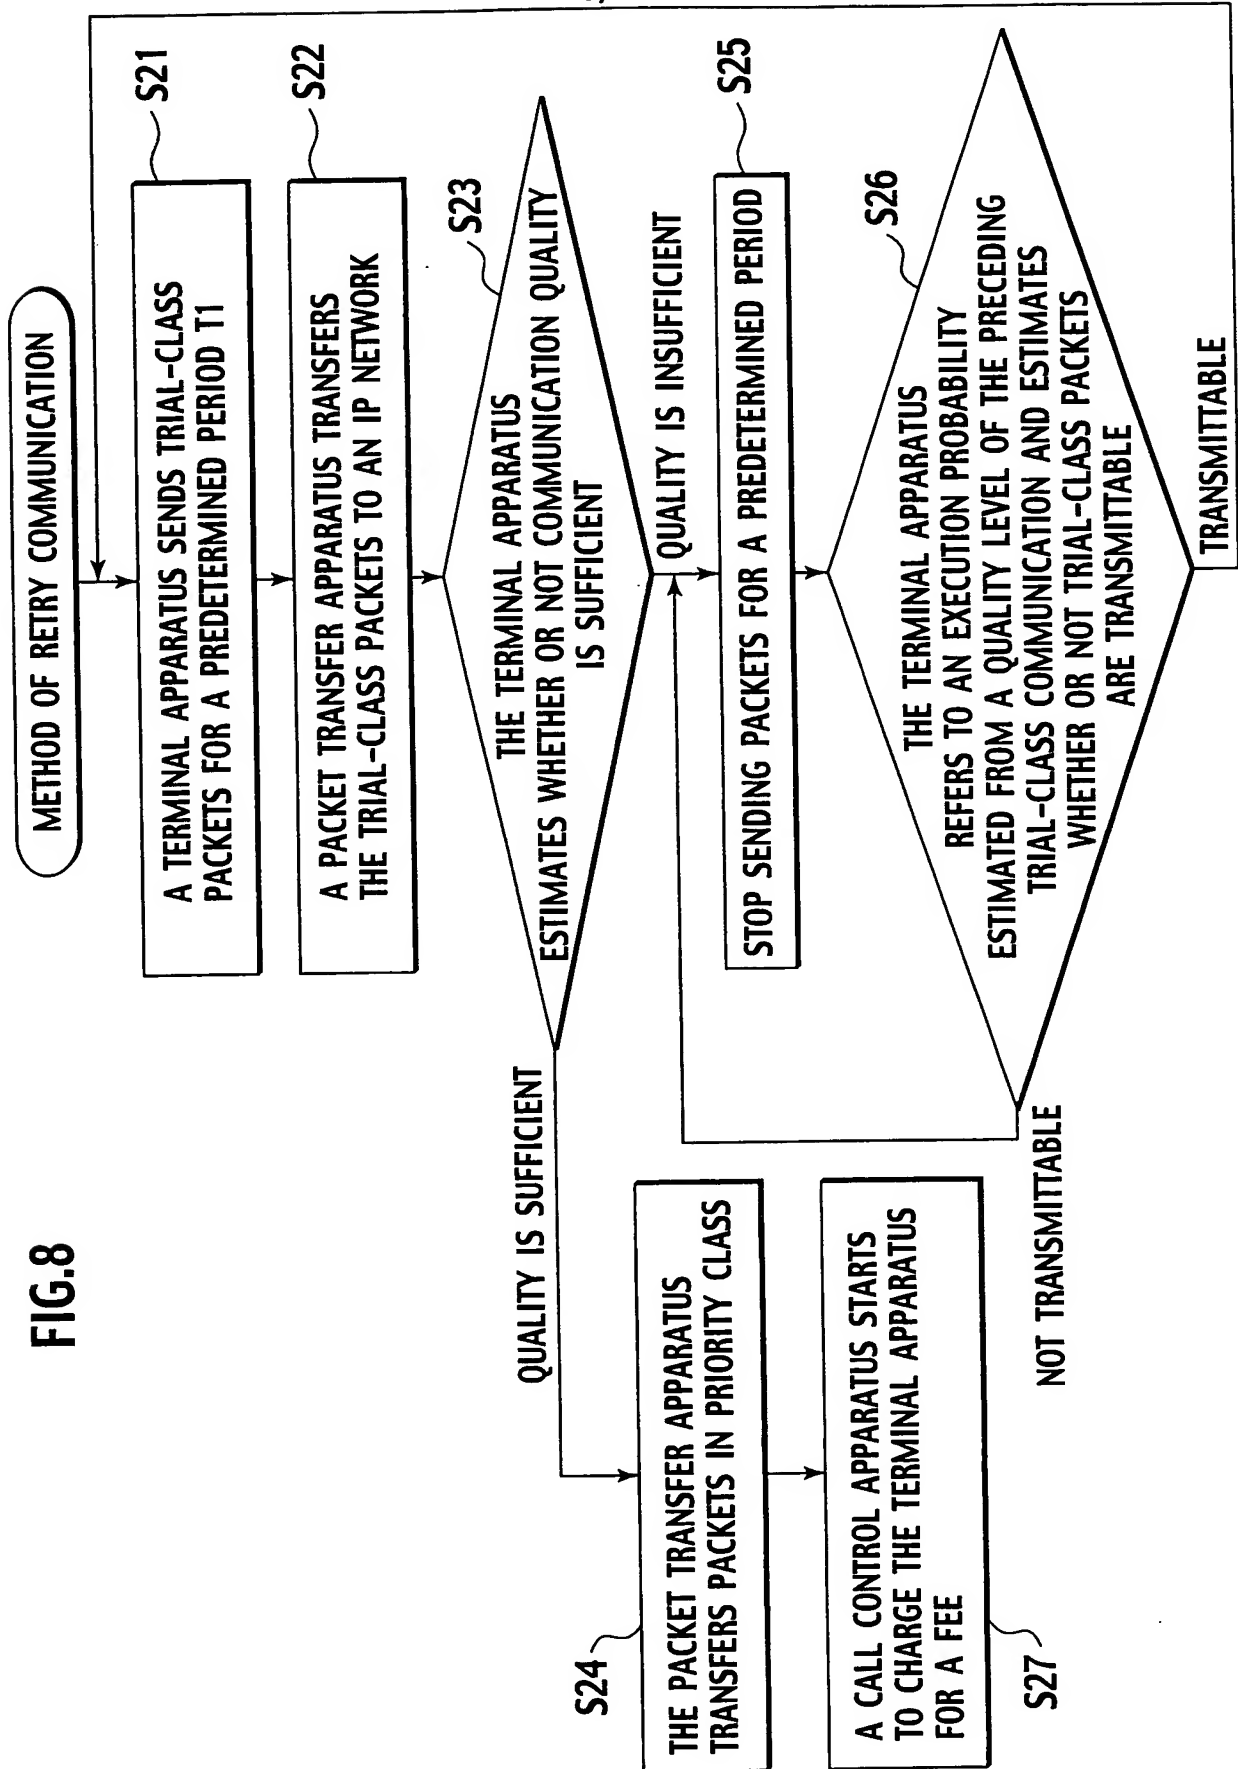 FIG.8
METHOD OF RETRY COMMUNICATION
S21
A TERMINAL APPARATUS SENDS TRIAL-CLASS
PACKETS FOR A PREDETERMINED PERIOD T1
S22
A PACKET TRANSFER APPARATUS TRANSFERS
THE TRIAL-CLASS PACKETS TO AN IP NETWORK
S23
THE TERMINAL APPARATUS
ESTIMATES WHETHER OR NOT COMMUNICATION QUALITY
IS SUFFICIENT
QUALITY IS SUFFICIENT
QUALITY IS INSUFFICIENT
S24
THE PACKET TRANSFER APPARATUS
TRANSFERS PACKETS IN PRIORITY CLASS
S25
STOP SENDING PACKETS FOR A PREDETERMINED PERIOD
S26
THE TERMINAL APPARATUS
REFERS TO AN EXECUTION PROBABILITY
ESTIMATED FROM A QUALITY LEVEL OF THE PRECEDING
TRIAL-CLASS COMMUNICATION AND ESTIMATES
WHETHER OR NOT TRIAL-CLASS PACKETS
ARE TRANSMITTABLE
A CALL CONTROL APPARATUS STARTS
TO CHARGE THE TERMINAL APPARATUS
FOR A FEE
S27
NOT TRANSMITTABLE
TRANSMITTABLE